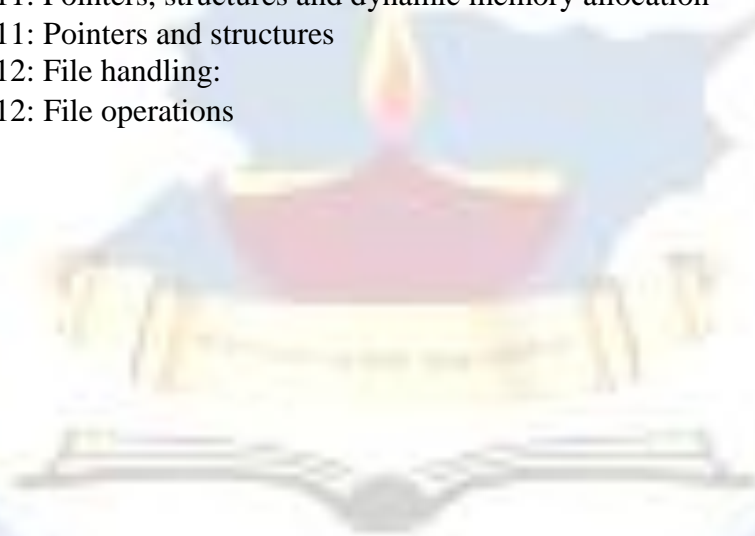 11: Pointers, structures and dynamic memory allocation
11: Pointers and structures
12: File handling:
12: File operations